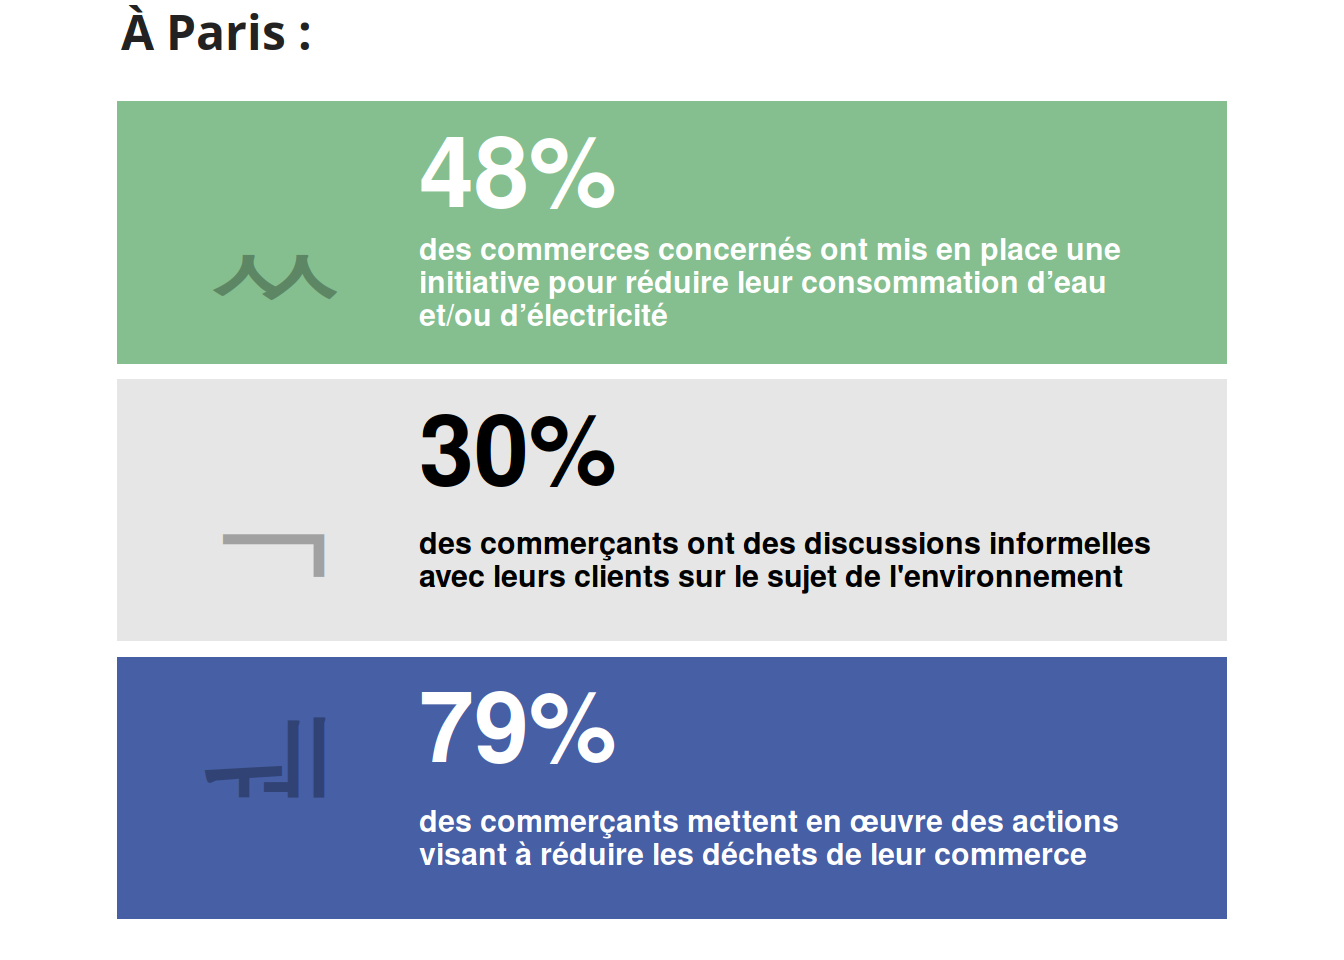 À Paris :
48%
des commerces concernés ont mis en place une
initiative pour réduire leur consommation d’eau
et/ou d’électricité
30%
des commerçants ont des discussions informelles
avec leurs clients sur le sujet de l'environnement
79%
des commerçants mettent en œuvre des actions
visant à réduire les déchets de leur commerce